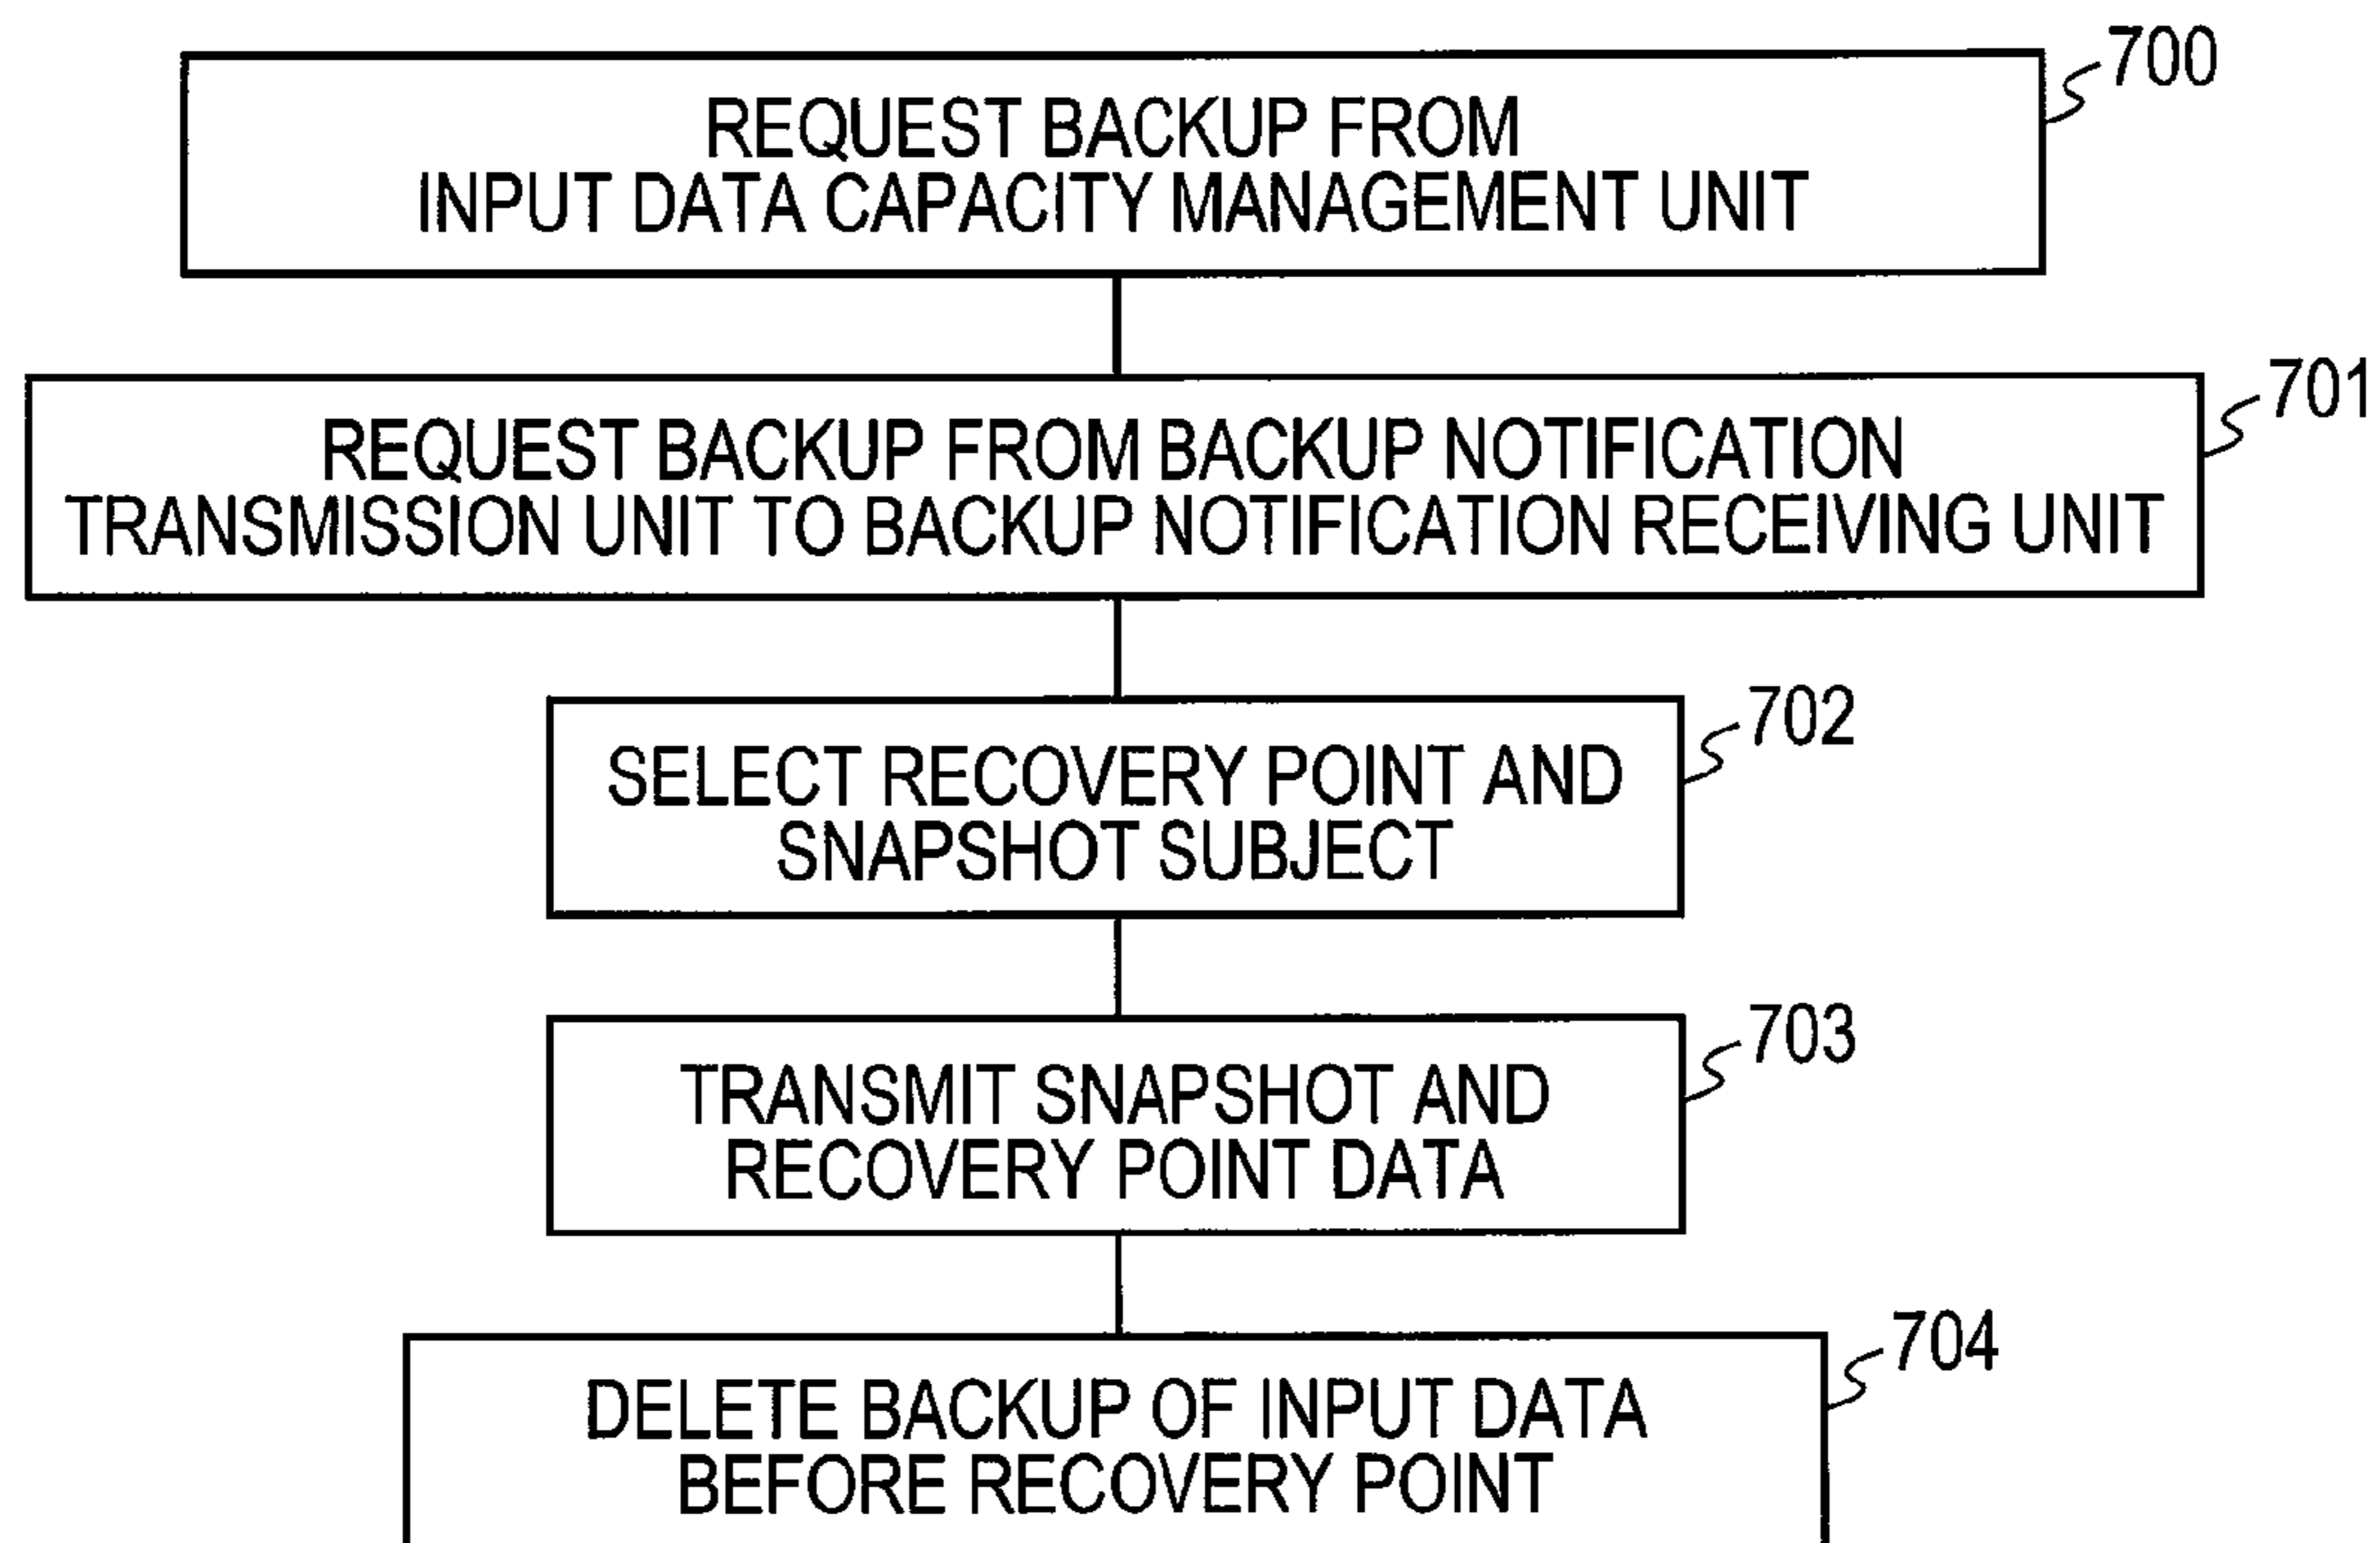 700
REQUEST BACKUP FROM
INPUT DATA CAPACITY MANAGEMENT UNIT
701
REQUEST BACKUP FROM BACKUP NOTIFICATION
TRANSMISSION UNIT TO BACKUP NOTIFICATION RECEIVING UNIT
702
SELECT RECOVERY POINT AND
SNAPSHOT SUBJECT
703
TRANSMIT SNAPSHOT AND
RECOVERY POINT DATA
704
DELETE BACKUP OF INPUT DATA
BEFORE RECOVERY POINT